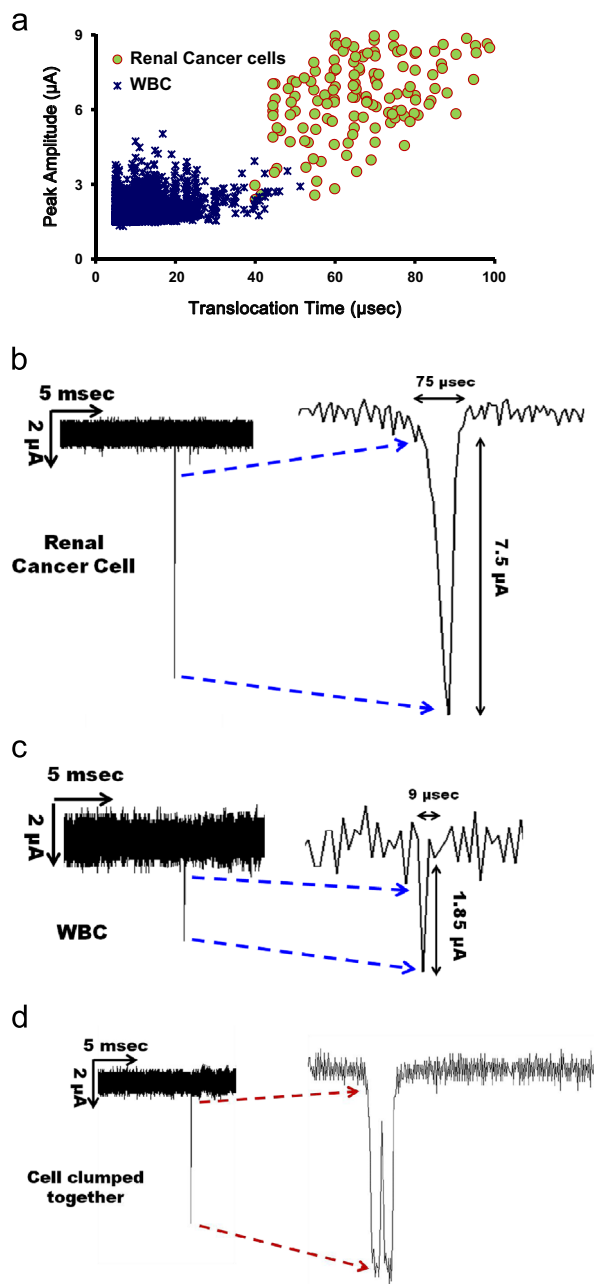 a
Peak Amplitude (µA)
9
6
3
0
Renal Cancer cells
WBC
0 20 40 60 80 100
Translocation Time (µsec)
b
5 msec
2 µA
75 µsec
7.5 µA
Renal
Cancer Cell
c
5 msec
2 µA
9 µsec
1.85 µA
WBC
d
5 msec
2 µA
Cell clumped
together